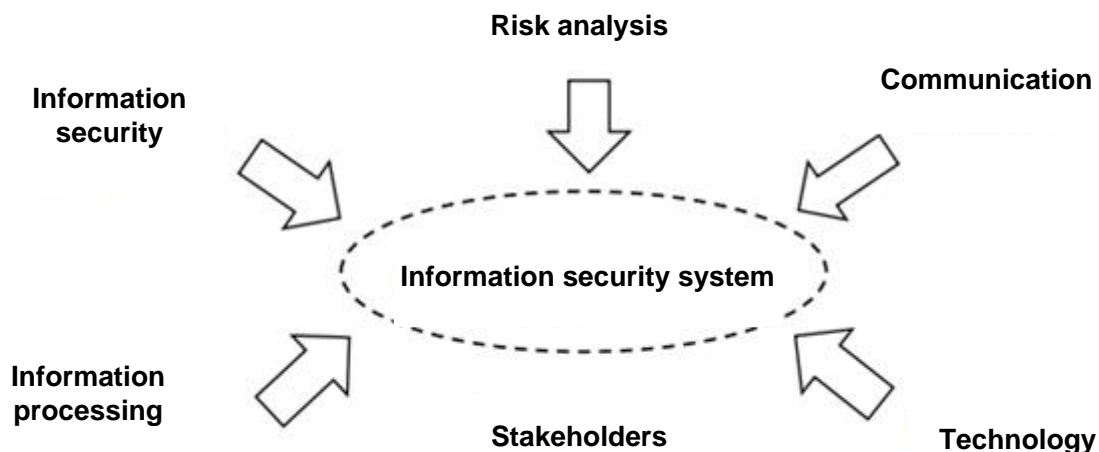 Risk analysis
Communication
Information
security
Information security system
Information
processing
Stakeholders
Technology